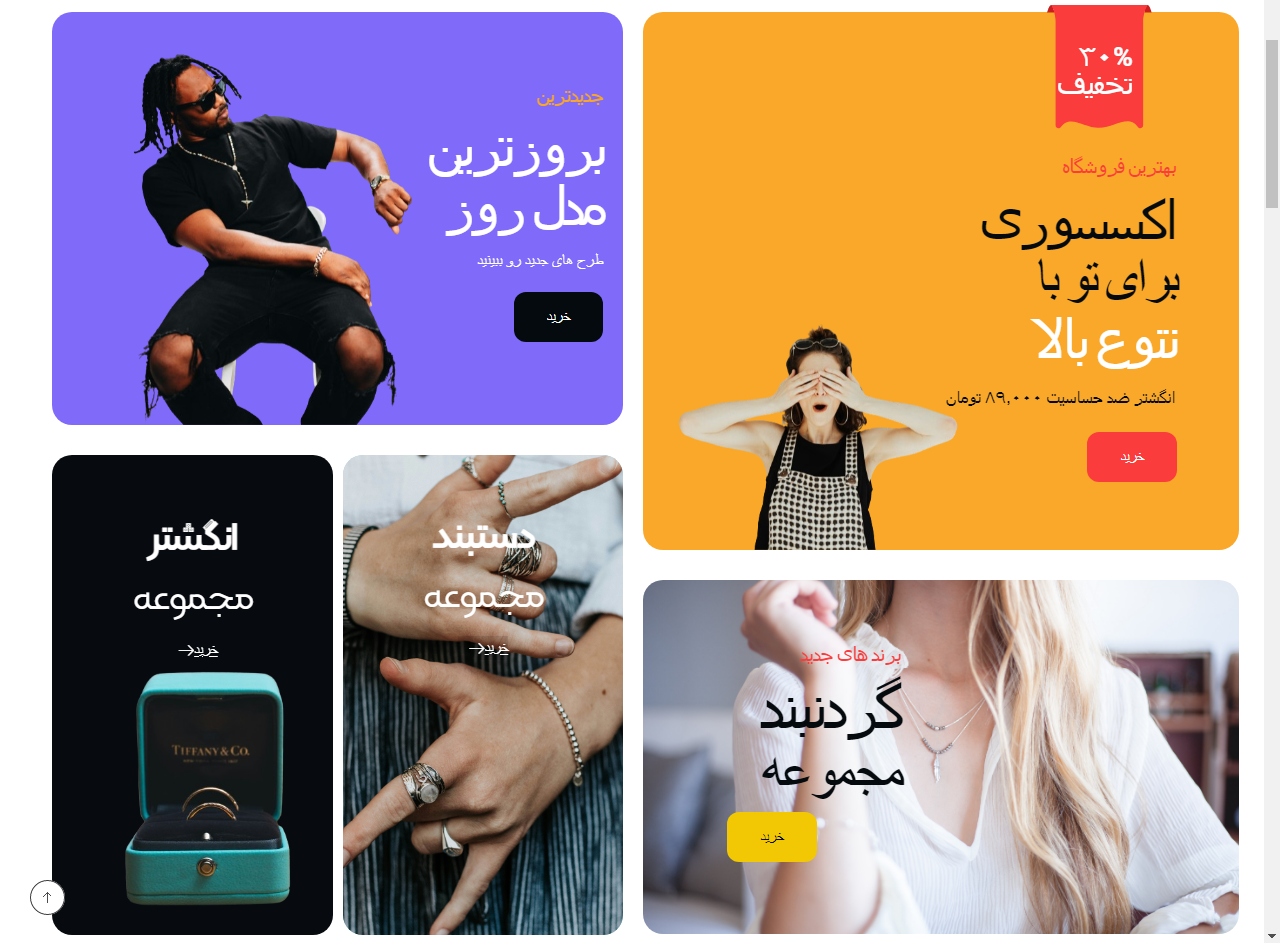 ۳۰%
تخفیف
بهترین فروشگاه
اکسسوری
برای تو با
تنوع بالا
انگشتر ضد حساسیت ۸۹,۰۰۰ تومان
خرید
جدیدترین
بروزترین
مدل روز
طرح های جدید رو ببینید
خرید
برند های جدید
گردنبند
مجموعه
خرید
دستبند
مجموعه
خرید→
انگشتر
مجموعه
خرید→
TIFFANY & CO.